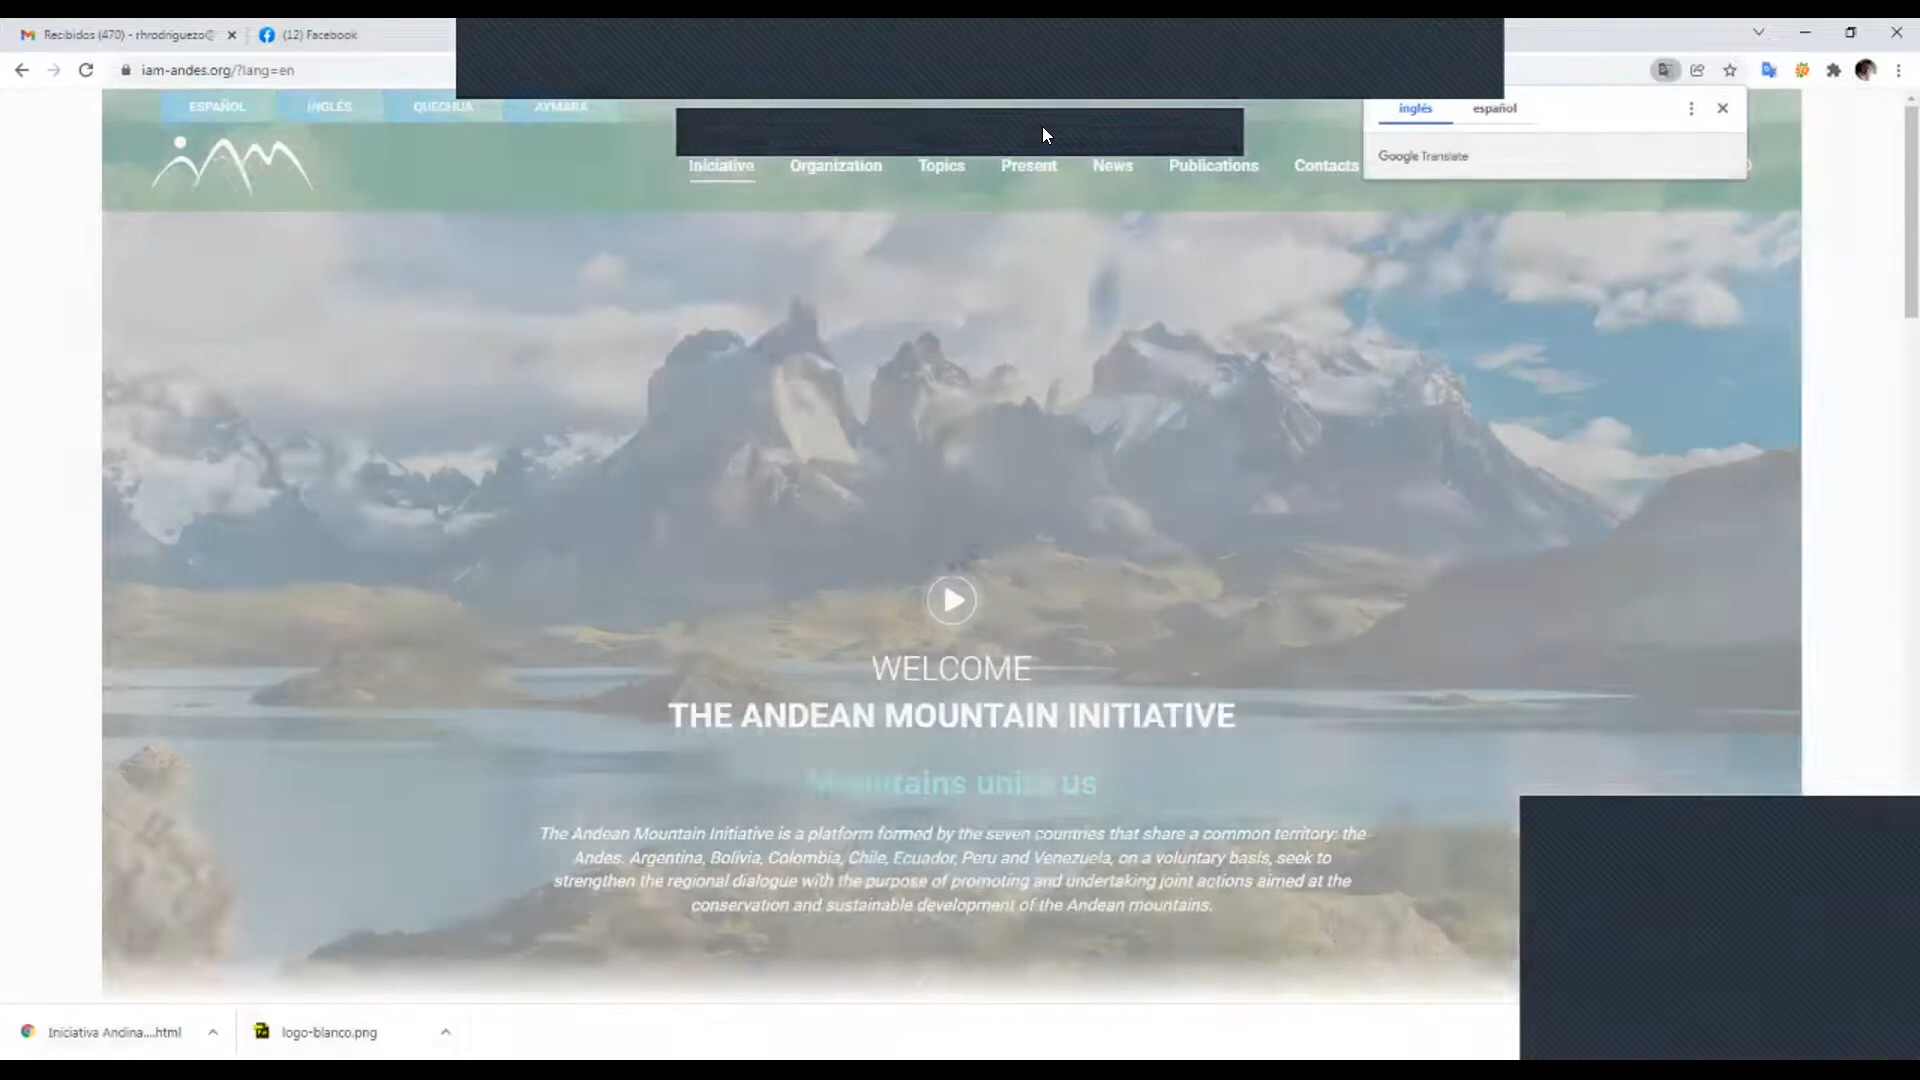 Recibidos (470) - rhrodriguezo@
(12) Facebook
iam-andes.org/?lang=en
ESPAÑOL INGLÉS QUECHUA AYMARA
inglés español
Google Translate
IAM
Iniciative Organization Topics Present News Publications Contacts
WELCOME
THE ANDEAN MOUNTAIN INITIATIVE
Mountains unite us
The Andean Mountain Initiative is a platform formed by the seven countries that share a common territory: the
Andes. Argentina, Bolivia, Colombia, Chile, Ecuador, Peru and Venezuela, on a voluntary basis, seek to
strengthen the regional dialogue with the purpose of promoting and undertaking joint actions aimed at the
conservation and sustainable development of the Andean mountains.
Iniciativa Andina....html
logo-blanco.png